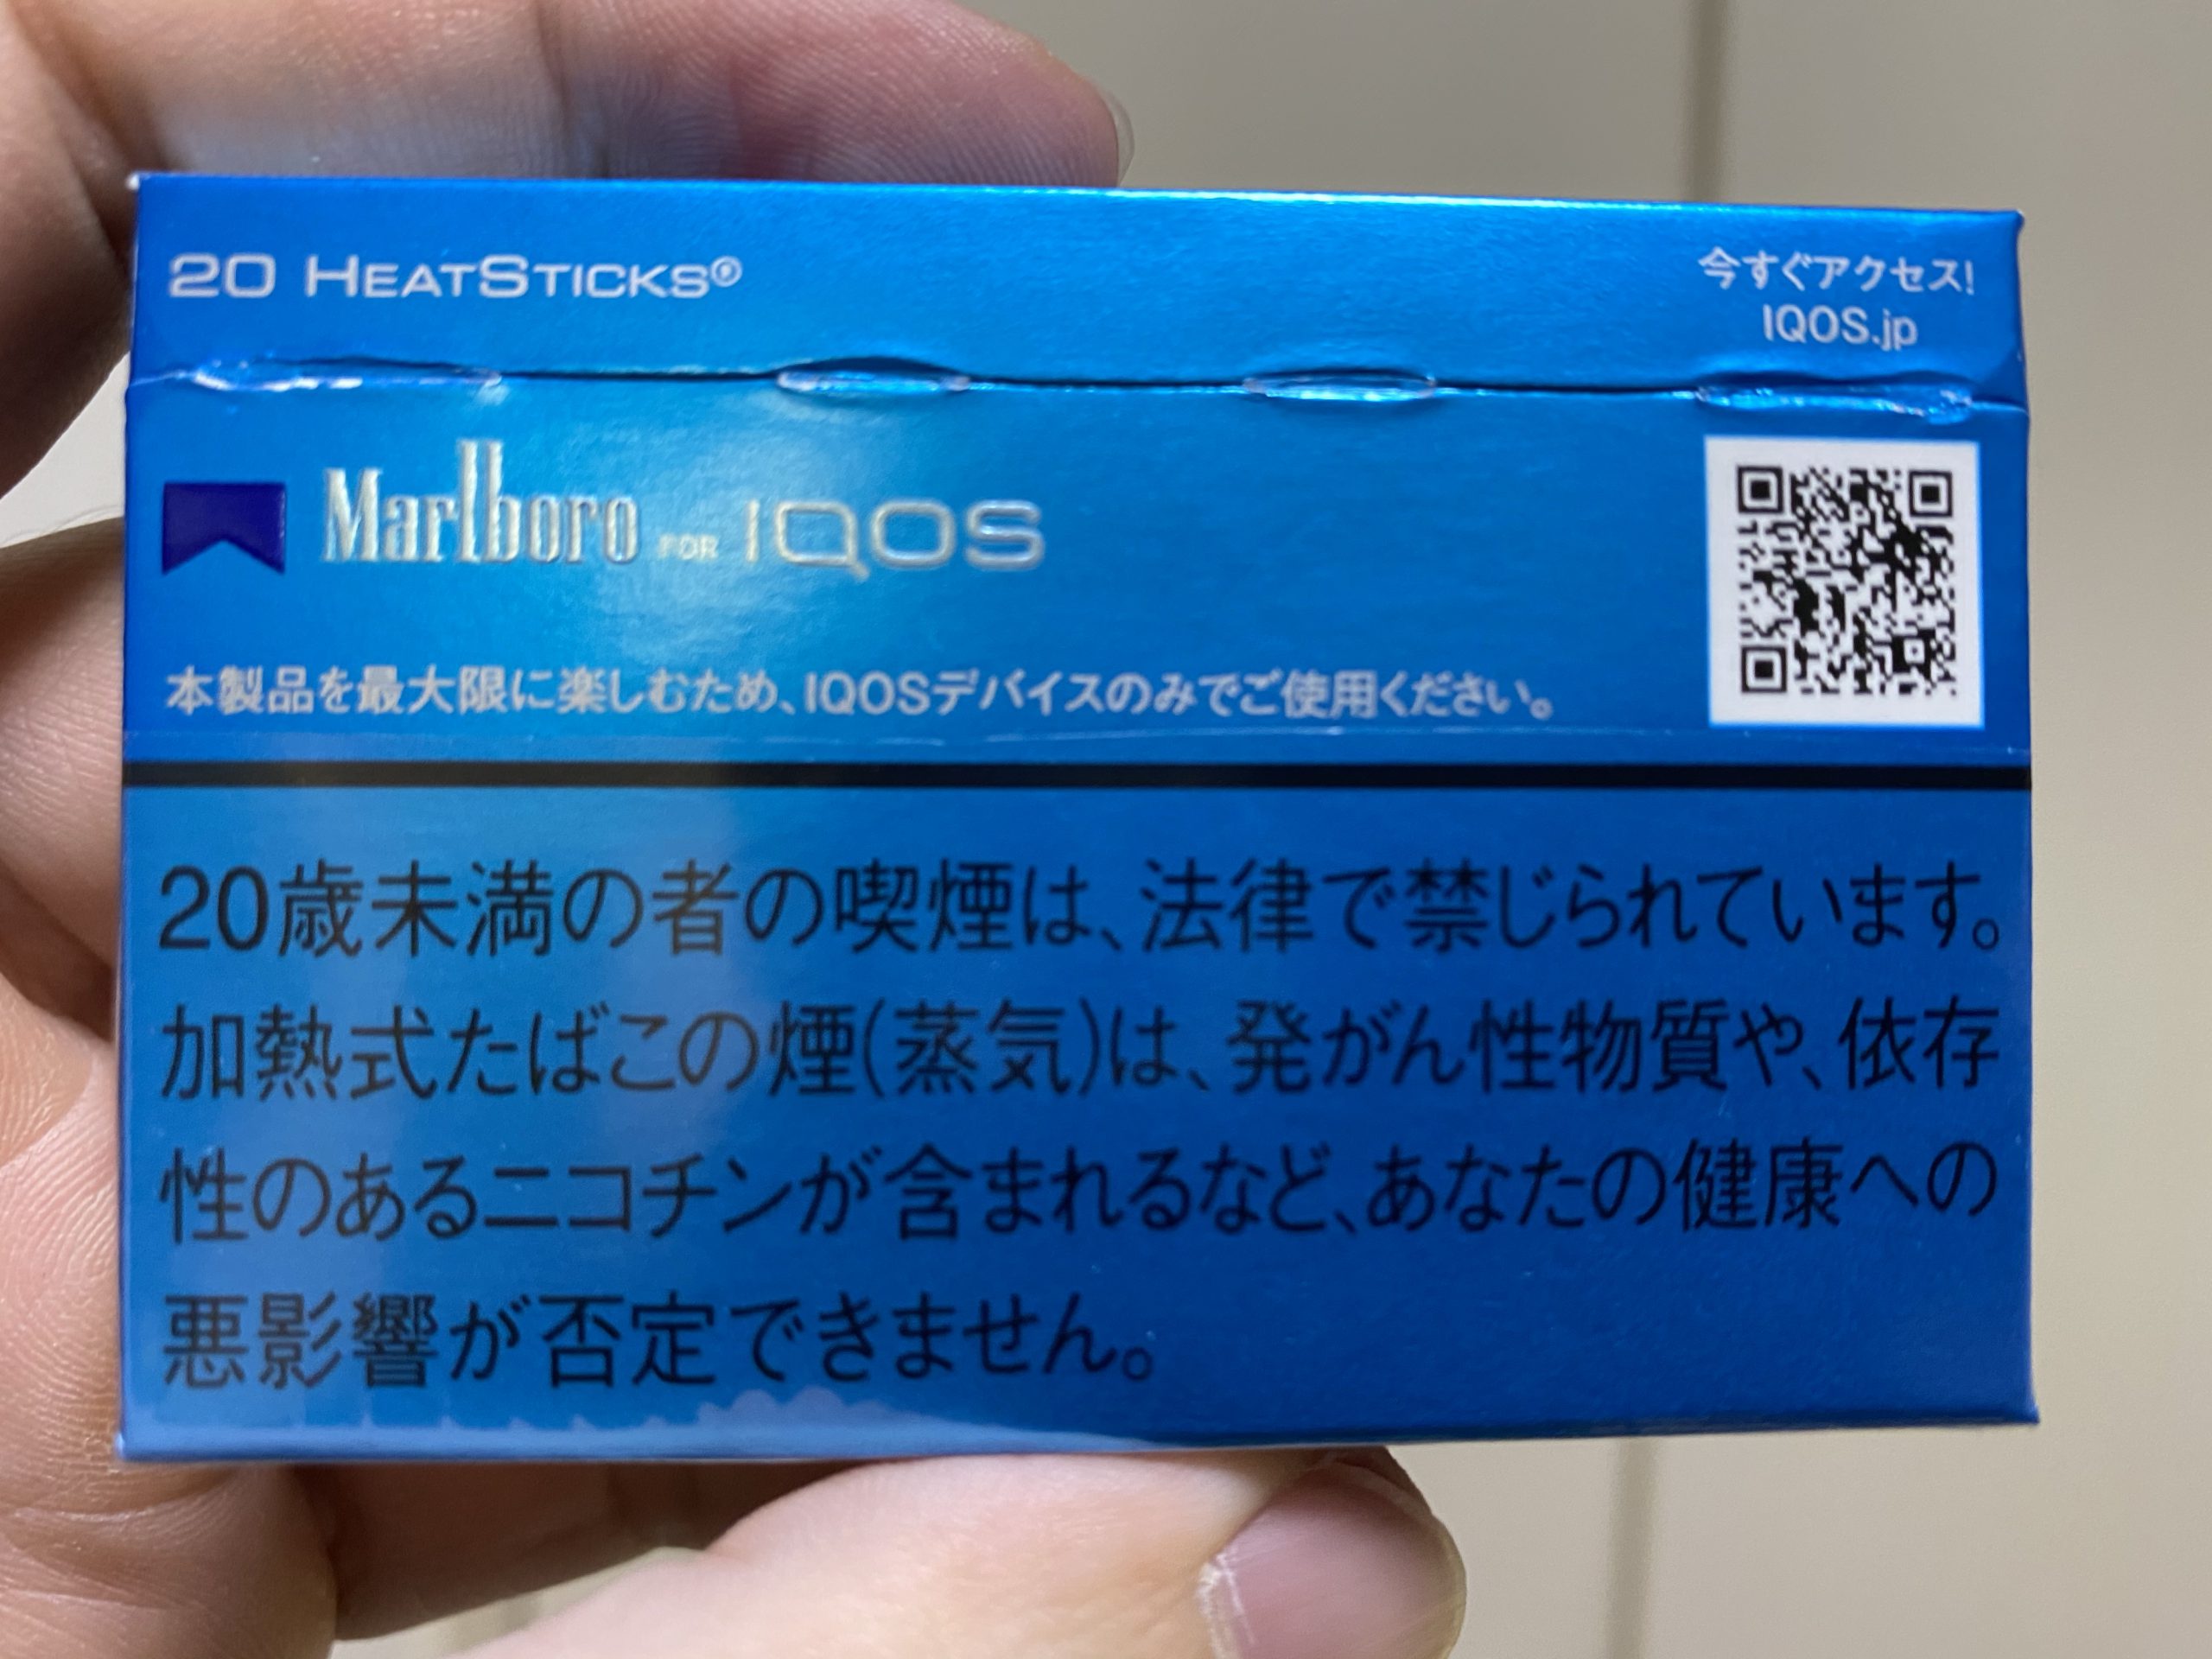 20 HEATSTICKS®
今すぐアクセス!
IQOS.jp
Marlboro FOR IQOS
本製品を最大限に楽しむため、IQOSデバイスのみでご使用ください。
20歳未満の者の喫煙は、法律で禁じられています。
加熱式たばこの煙(蒸気)は、発がん性物質や、依存
性のあるニコチンが含まれるなど、あなたの健康への
悪影響が否定できません。